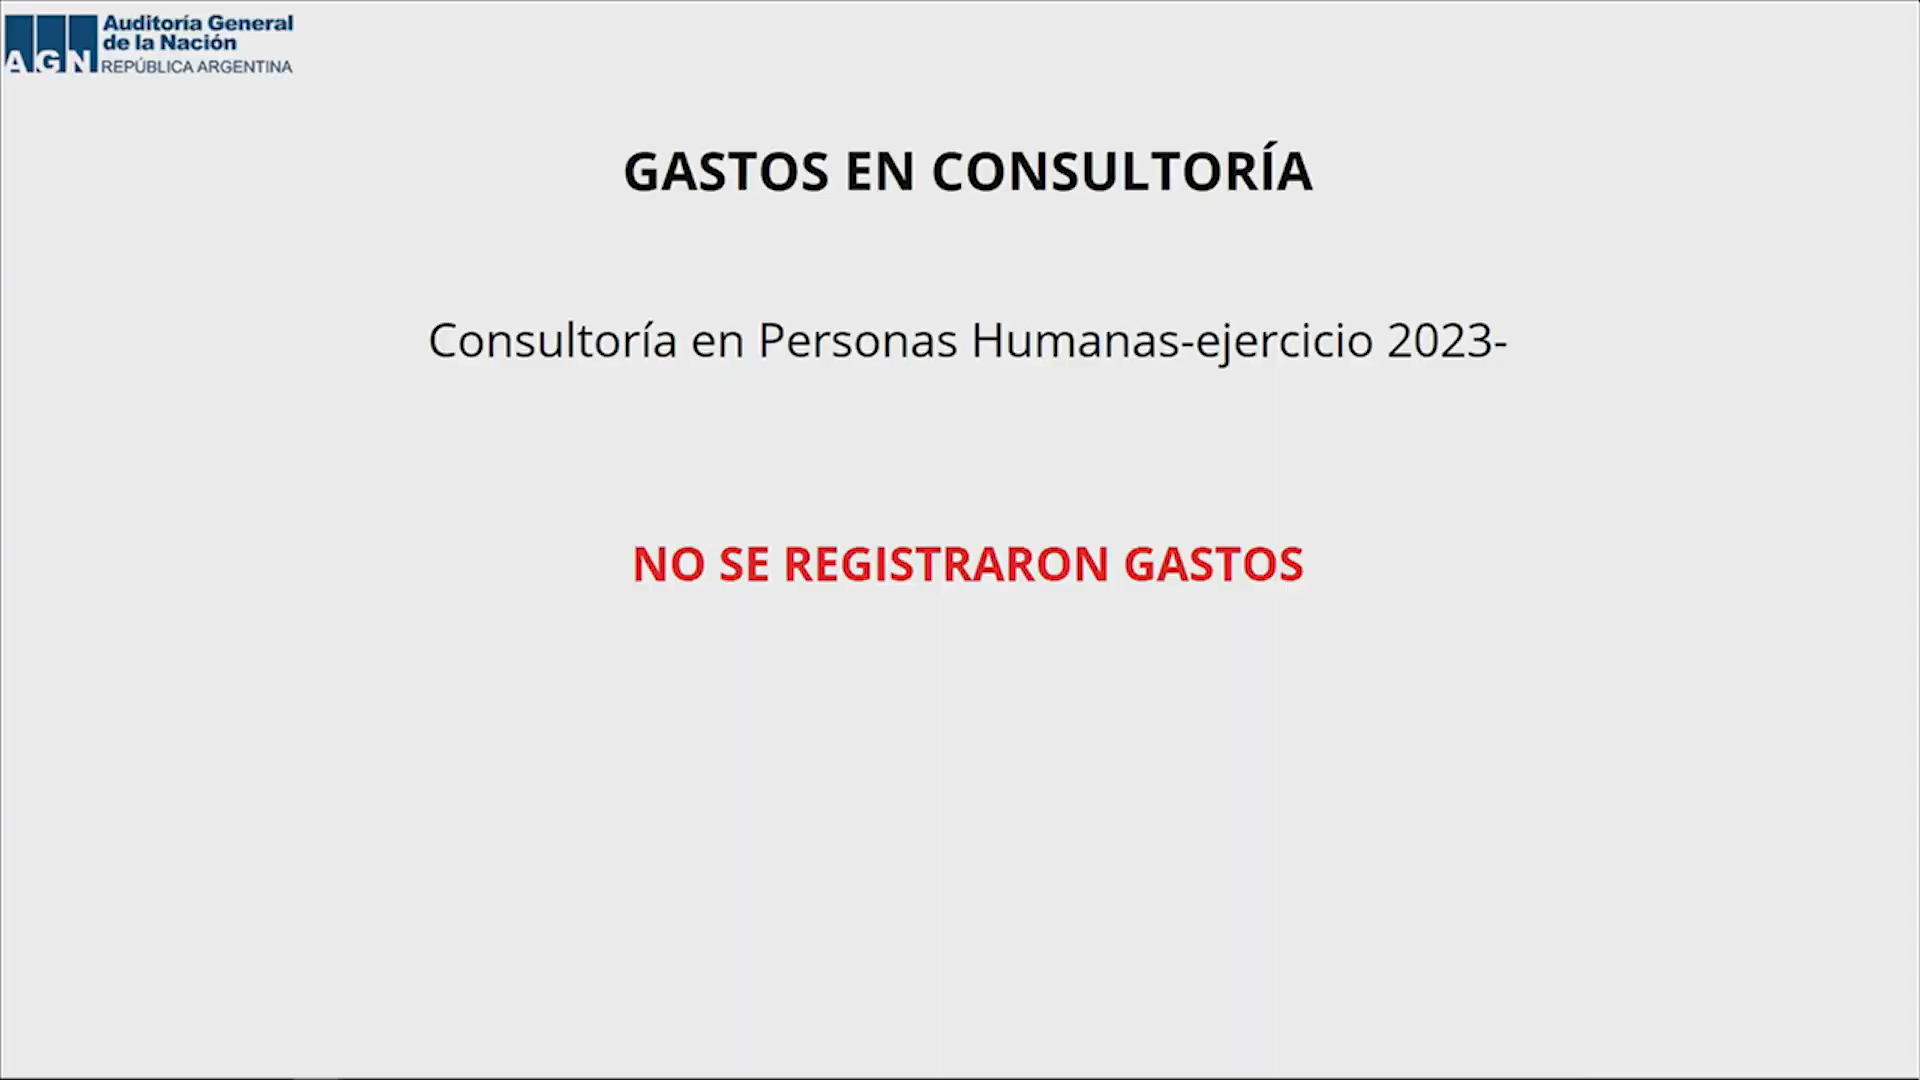 AGN
Auditoría General
de la Nación
REPÚBLICA ARGENTINA
GASTOS EN CONSULTORÍA
Consultoría en Personas Humanas-ejercicio 2023-
NO SE REGISTRARON GASTOS